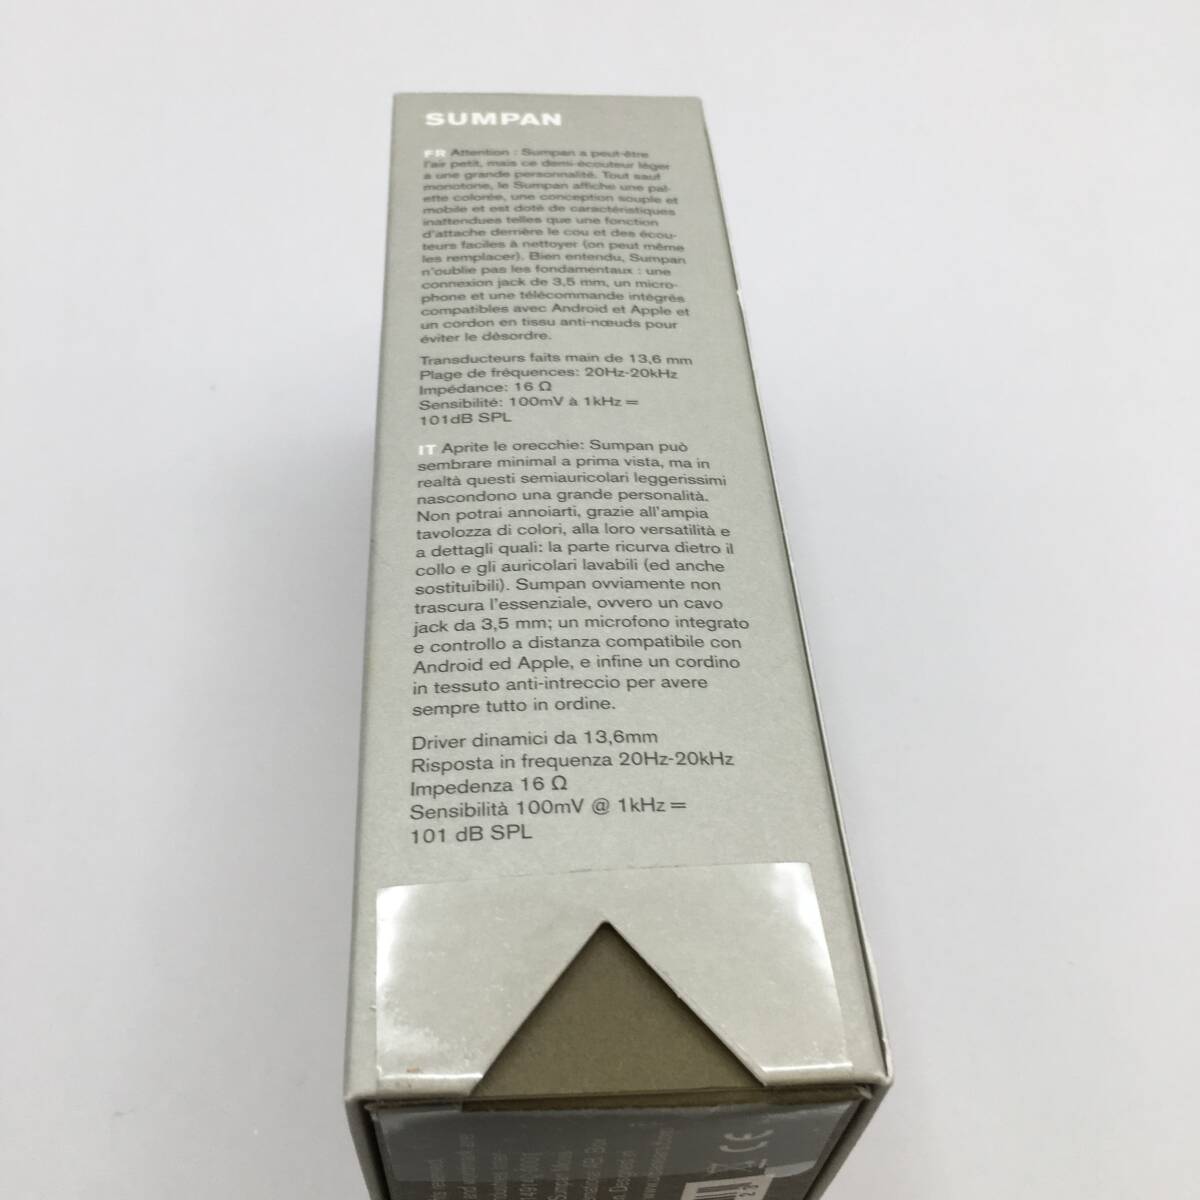 SUMPAN
FR Attention : Sumpan a peut-être
l'air petit, mais ce demi-écouteur léger
a une grande personnalité. Tout sauf
monotone, le Sumpan affiche une pal-
ette colorée, une conception souple et
mobile et est doté de caractéristiques
inattendues telles que une fonction
d'attache derrière le cou et des écou-
teurs faciles à nettoyer (on peut même
les remplacer). Bien entendu, Sumpan
n'oublie pas les fondamentaux : une
connexion jack de 3,5 mm, un micro-
phone et une télécommande intégrés
compatibles avec Android et Apple et
un cordon en tissu anti-nœuds pour
éviter le désordre.
Transducteurs faits main de 13,6 mm
Plage de fréquences: 20Hz-20kHz
Impédance: 16 Ω
Sensibilité: 100mV à 1kHz =
101dB SPL
IT Aprite le orecchie: Sumpan può
sembrare minimal a prima vista, ma in
realtà questi semiauricolari leggerissimi
nascondono una grande personalità.
Non potrai annoiarti, grazie all'ampia
tavolozza di colori, alla loro versatilità e
a dettagli quali: la parte ricurva dietro il
collo e gli auricolari lavabili (ed anche
sostituibili). Sumpan ovviamente non
trascura l'essenziale, ovvero un cavo
jack da 3,5 mm; un microfono integrato
e controllo a distanza compatibile con
Android ed Apple, e infine un cordino
in tessuto anti-intreccio per avere
sempre tutto in ordine.
Driver dinamici da 13,6mm
Risposta in frequenza 20Hz-20kHz
Impedenza 16 Ω
Sensibilità 100mV @ 1kHz =
101 dB SPL
CE